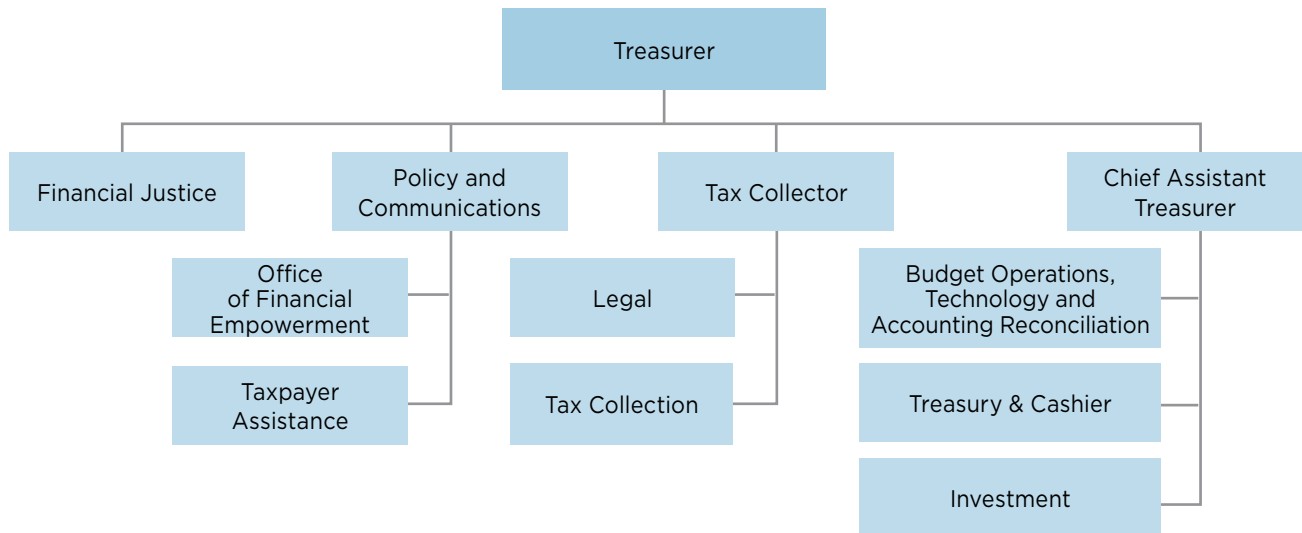 Treasurer
Financial Justice
Policy and
Communications
Tax Collector
Chief Assistant
Treasurer
Office
of Financial
Empowerment
Taxpayer
Assistance
Legal
Tax Collection
Budget Operations,
Technology and
Accounting Reconciliation
Treasury & Cashier
Investment